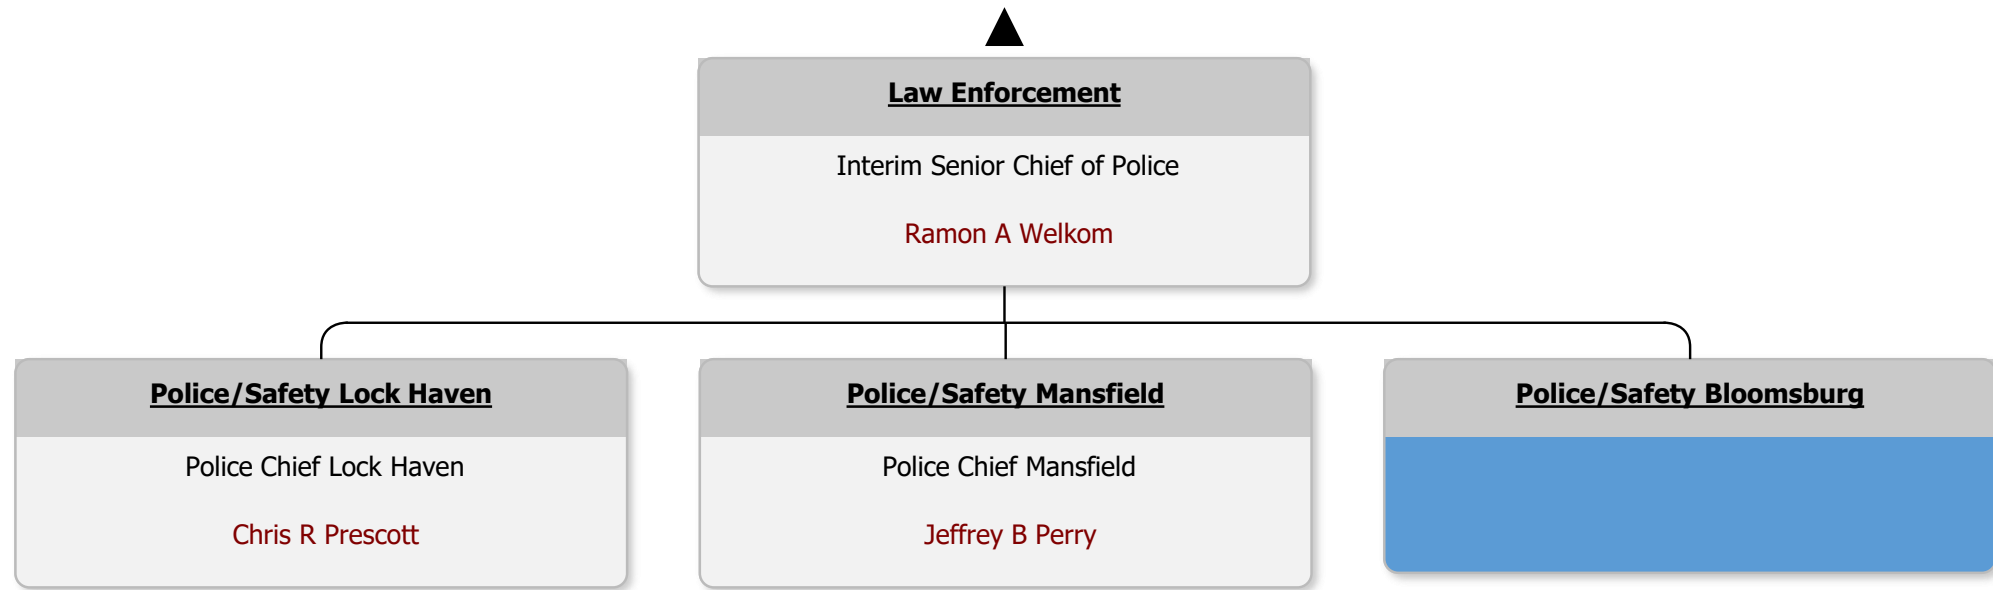 Law Enforcement
Interim Senior Chief of Police
Ramon A Welkom
Police/Safety Lock Haven
Police Chief Lock Haven
Chris R Prescott
Police/Safety Mansfield
Police Chief Mansfield
Jeffrey B Perry
Police/Safety Bloomsburg